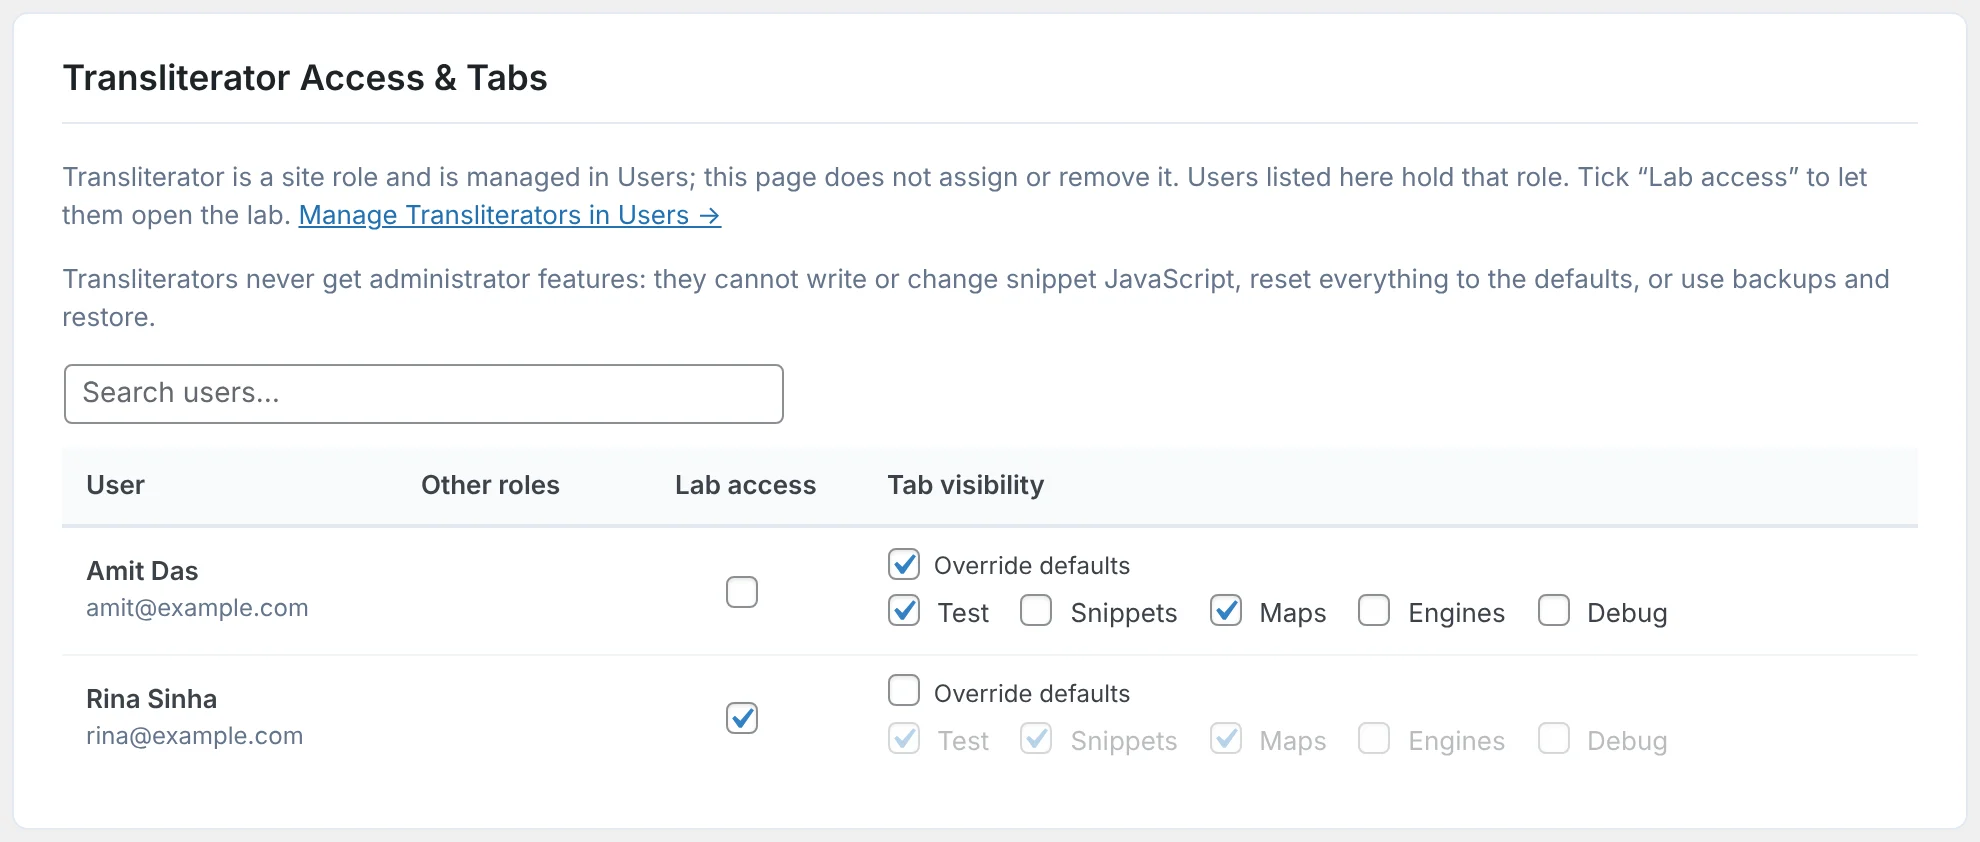 Transliterator Access & Tabs
Transliterator is a site role and is managed in Users; this page does not assign or remove it. Users listed here hold that role. Tick “Lab access” to let
them open the lab. Manage Transliterators in Users →
Transliterators never get administrator features: they cannot write or change snippet JavaScript, reset everything to the defaults, or use backups and
restore.
Search users...
User Other roles Lab access Tab visibility
Amit Das
amit@example.com
Override defaults
Test Snippets Maps Engines Debug
Rina Sinha
rina@example.com
Override defaults
Test Snippets Maps Engines Debug